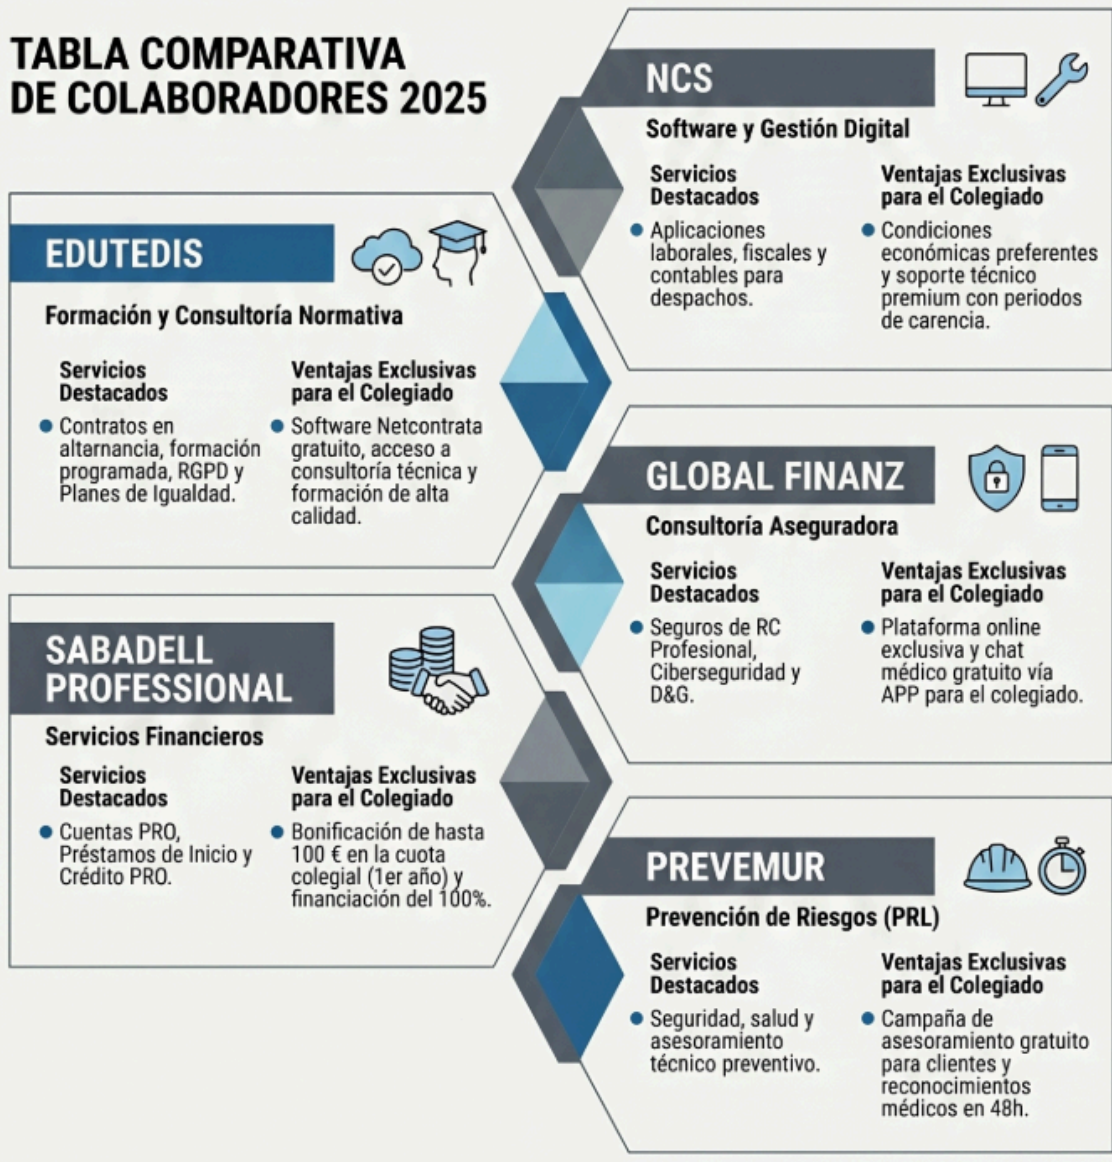 TABLA COMPARATIVA
DE COLABORADORES 2025
NCS
Software y Gestión Digital
Servicios
Destacados
Aplicaciones
laborales, fiscales y
contables para
despachos.
Ventajas Exclusivas
para el Colegiado
Condiciones
económicas preferentes
y soporte técnico
premium con periodos
de carencia.
EDUTEDIS
Formación y Consultoría Normativa
Servicios
Destacados
Contratos en
altarnancia, formación
programada, RGPD y
Planes de Igualdad.
Ventajas Exclusivas
para el Colegiado
Software Netcontrata
gratuito, acceso a
consultoría técnica y
formación de alta
calidad.
GLOBAL FINANZ
Consultoría Aseguradora
Servicios
Destacados
Seguros de RC
Profesional,
Ciberseguridad y
D&G.
Ventajas Exclusivas
para el Colegiado
Plataforma online
exclusiva y chat
médico gratuito vía
APP para el colegiado.
SABADELL
PROFESSIONAL
Servicios Financieros
Servicios
Destacados
Cuentas PRO,
Préstamos de Inicio y
Crédito PRO.
Ventajas Exclusivas
para el Colegiado
Bonificación de hasta
100 € en la cuota
colegial (1er año) y
financiación del 100%.
PREVEMUR
Prevención de Riesgos (PRL)
Servicios
Destacados
Seguridad, salud y
asesoramiento
técnico preventivo.
Ventajas Exclusivas
para el Colegiado
Campaña de
asesoramiento gratuito
para clientes y
reconocimientos
médicos en 48h.